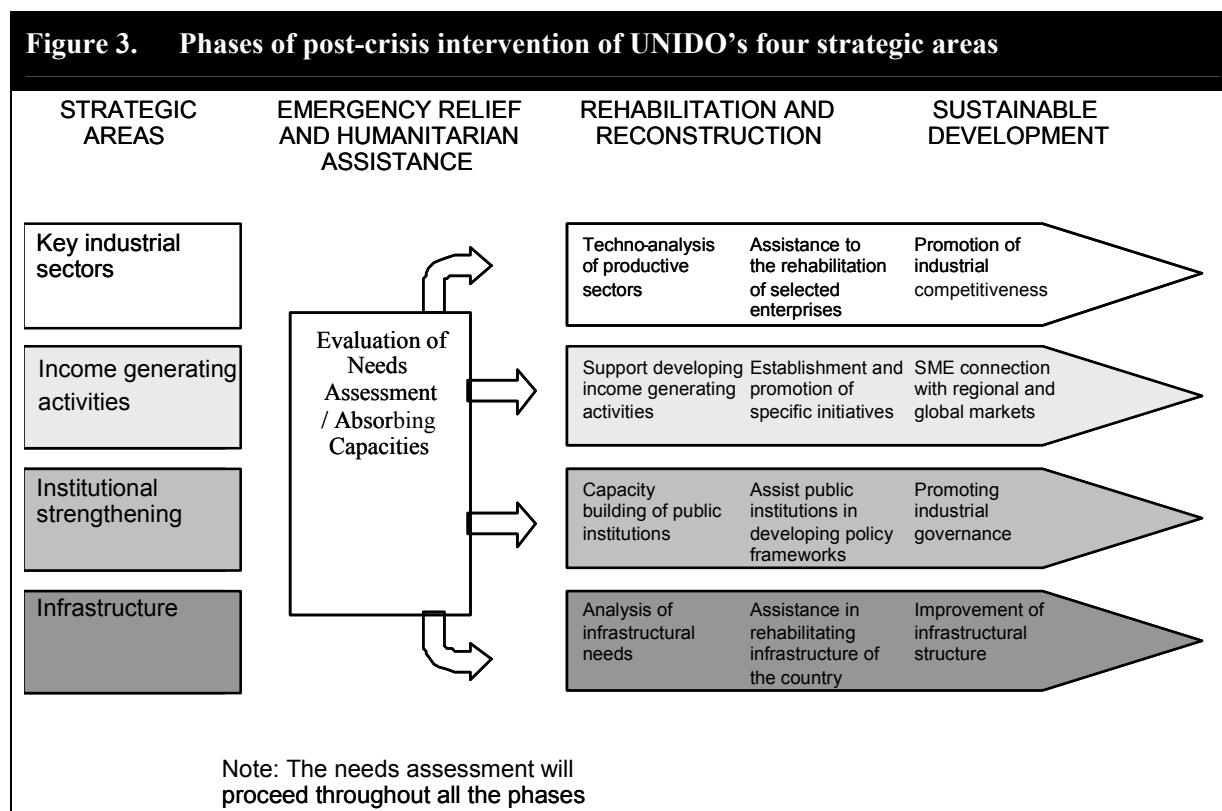 Figure 3. Phases of post-crisis intervention of UNIDO's four strategic areas
STRATEGIC
AREAS
EMERGENCY RELIEF
AND HUMANITARIAN
ASSISTANCE
REHABILITATION AND
RECONSTRUCTION
SUSTAINABLE
DEVELOPMENT
Key industrial
sectors
Evaluation of
Needs
Assessment
/ Absorbing
Capacities
Techno-analysis
of productive
sectors
Assistance to
the rehabilitation
of selected
enterprises
Promotion of
industrial
competitiveness
Income generating
activities
Support developing
income generating
activities
Establishment and
promotion of
specific initiatives
SME connection
with regional and
global markets
Institutional
strengthening
Capacity
building of public
institutions
Assist public
institutions in
developing policy
frameworks
Promoting
industrial
governance
Infrastructure
Analysis of
infrastructural
needs
Assistance in
rehabilitating
infrastructure of
the country
Improvement of
infrastructural
structure
Note: The needs assessment will
proceed throughout all the phases